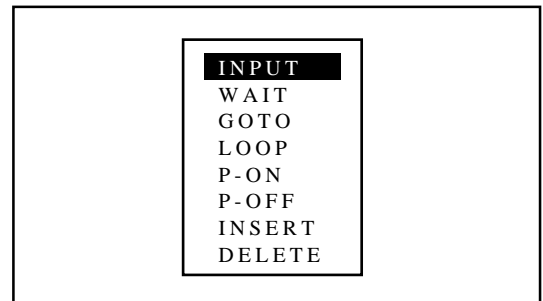 INPUT
WAIT
GOTO
LOOP
P-ON
P-OFF
INSERT
DELETE